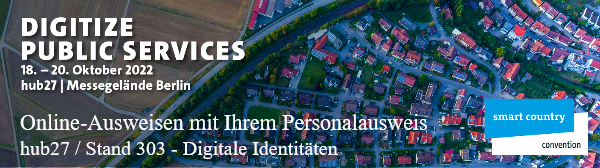 DIGITIZE
PUBLIC SERVICES
18. – 20. Oktober 2022
hub27 | Messegelände Berlin
Online-Ausweisen mit Ihrem Personalausweis
hub27 / Stand 303 - Digitale Identitäten
smart country
convention